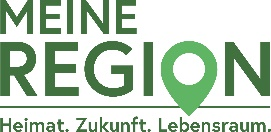 MEINE
REGION
Heimat. Zukunft. Lebensraum.